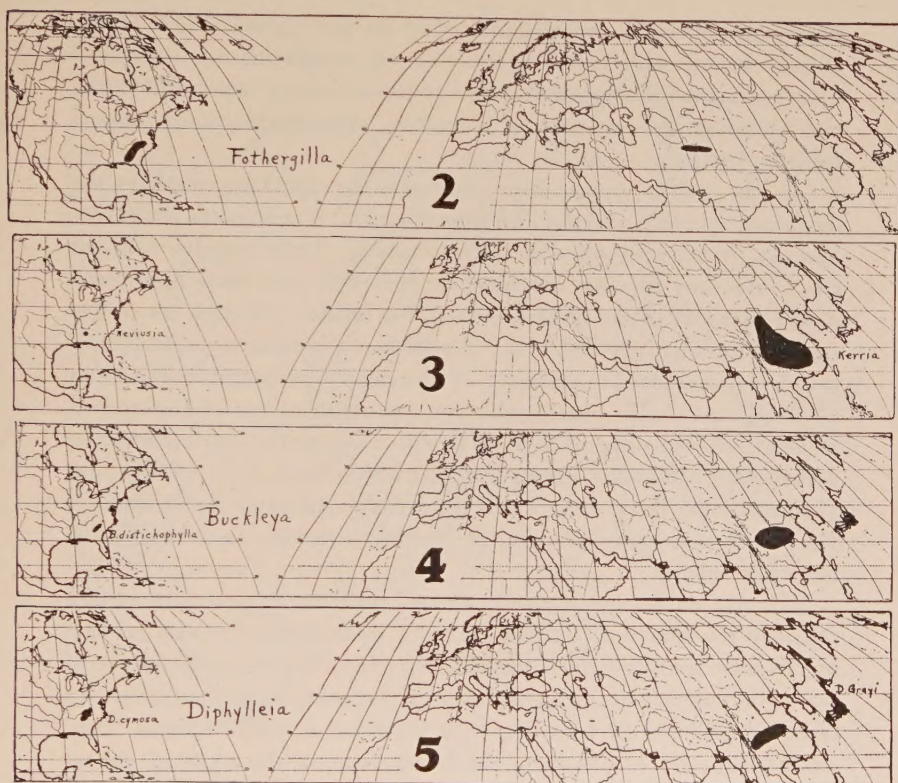 Fothergilla
2
Neviusia
3
Kerria
Buckleya
B.distichophylla
4
Diphylleia
D.cymosa
5
D.Grayi